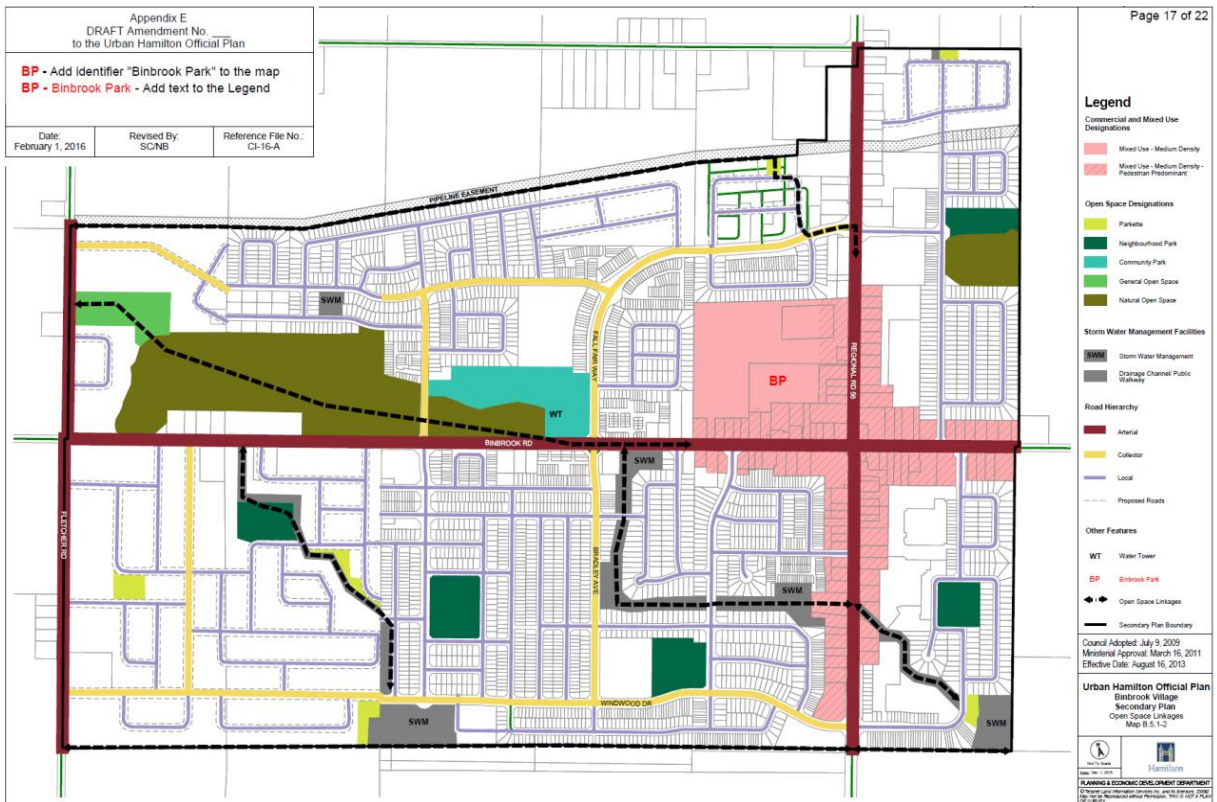 Page 17 of 22
Appendix E
DRAFT Amendment No. ___
to the Urban Hamilton Official Plan
BP - Add identifier "Binbrook Park" to the map
BP - Binbrook Park - Add text to the Legend
Date:
February 1, 2016
Revised By:
SC/NB
Reference File No.:
CI-16-A
PIPELINE EASEMENT
SWM
FALL FAIR WAY
REGIONAL RD 56
BP
WT
BINBROOK RD
SWM
FLETCHER RD
BRADLEY AVE
SWM
WINDWOOD DR
SWM
SWM
Legend
Commercial and Mixed Use
Designations
Mixed Use - Medium Density
Mixed Use - Medium Density -
Pedestrian Predominant
Open Space Designations
Parkette
Neighbourhood Park
Community Park
General Open Space
Natural Open Space
Storm Water Management Facilities
SWM
Storm Water Management
Drainage Channel/ Public
Walkway
Road Hierarchy
Arterial
Collector
Local
Proposed Roads
Other Features
WT
Water Tower
BP
Binbrook Park
Open Space Linkages
Secondary Plan Boundary
Council Adopted: July 9, 2009
Ministerial Approval: March 16, 2011
Effective Date: August 16, 2013
Urban Hamilton Official Plan
Binbrook Village
Secondary Plan
Open Space Linkages
Map B.5.1-2
Not To Scale
Hamilton
PLANNING & ECONOMIC DEVELOPMENT DEPARTMENT